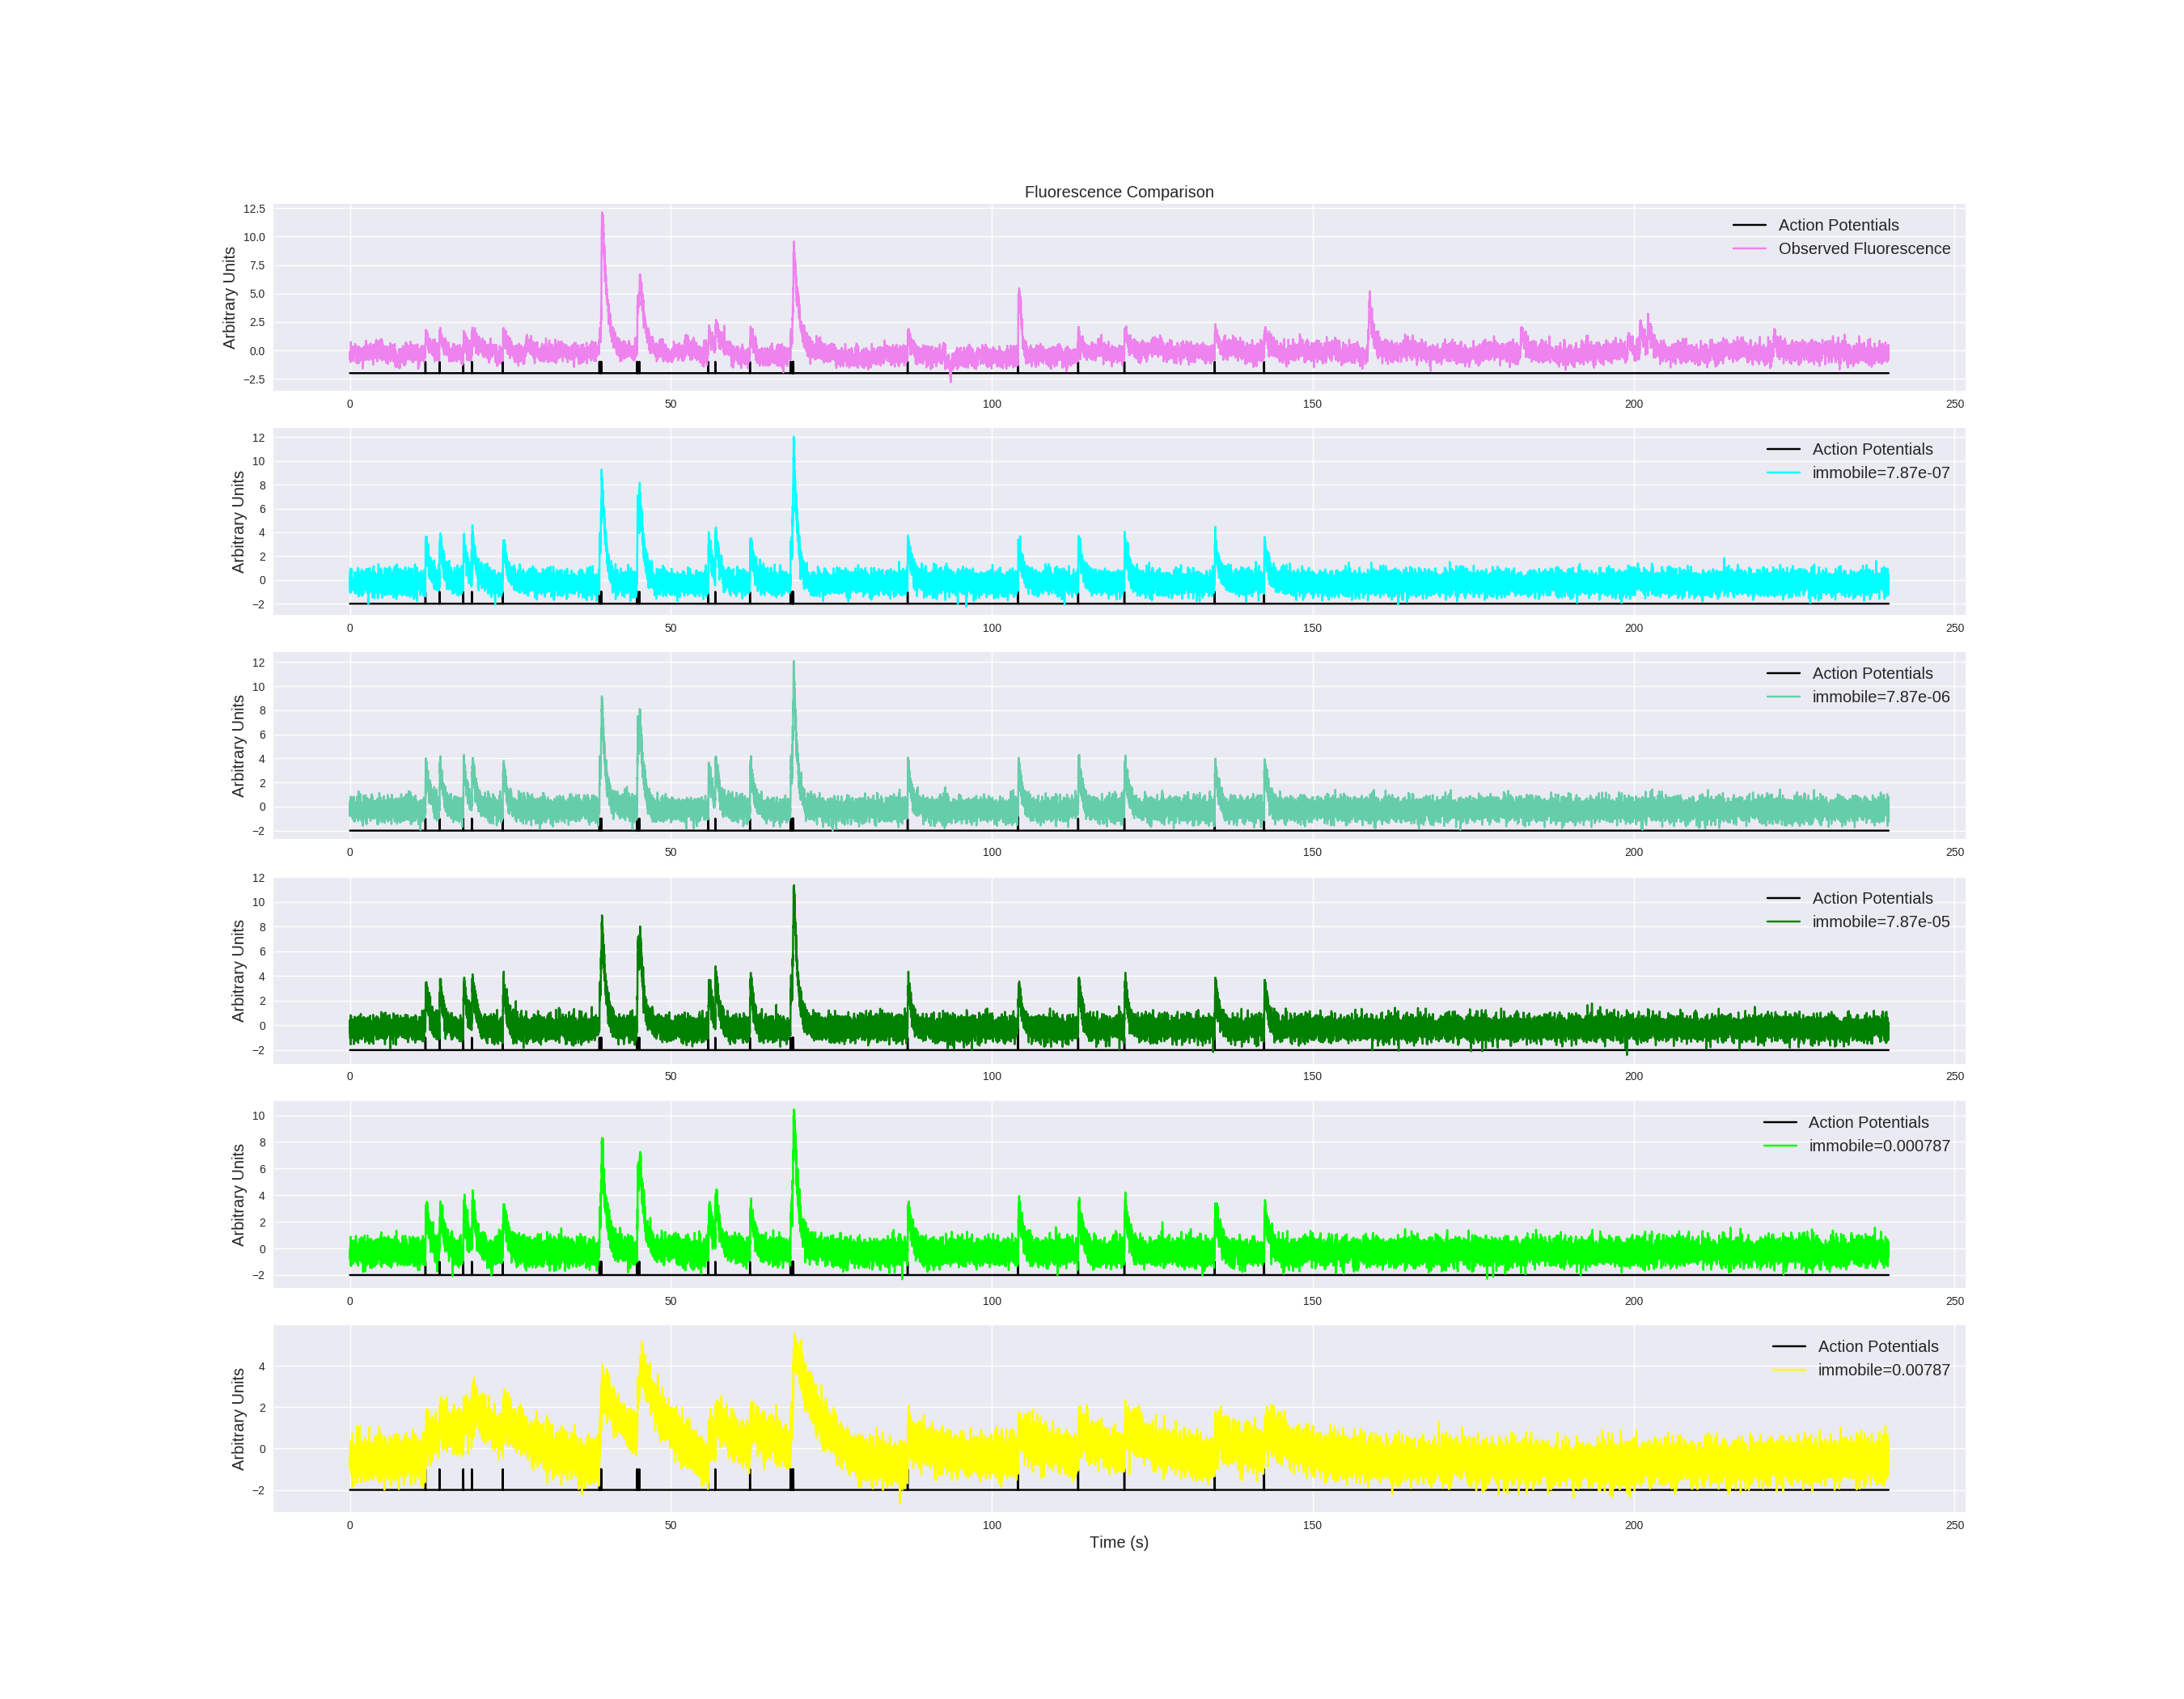 Fluorescence Comparison
Arbitrary Units
12.5
10.0
7.5
5.0
2.5
0.0
−2.5
Action Potentials
Observed Fluorescence
0 50 100 150 200 250
Arbitrary Units
12
10
8
6
4
2
0
−2
Action Potentials
immobile=7.87e-07
0 50 100 150 200 250
Arbitrary Units
12
10
8
6
4
2
0
−2
Action Potentials
immobile=7.87e-06
0 50 100 150 200 250
Arbitrary Units
12
10
8
6
4
2
0
−2
Action Potentials
immobile=7.87e-05
0 50 100 150 200 250
Arbitrary Units
10
8
6
4
2
0
−2
Action Potentials
immobile=0.000787
0 50 100 150 200 250
Arbitrary Units
4
2
0
−2
Action Potentials
immobile=0.00787
0 50 100 150 200 250
Time (s)